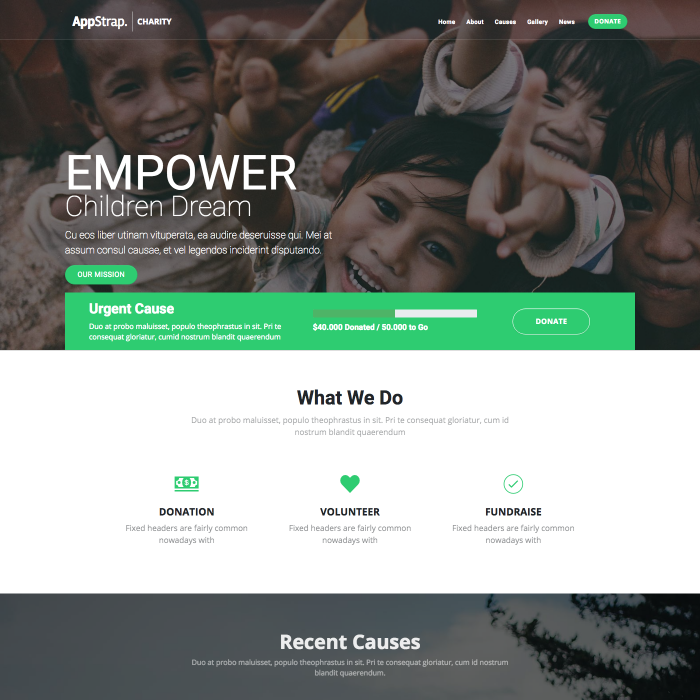 AppStrap. CHARITY
Home About Causes Gallery News DONATE
EMPOWER
Children Dream
Cu eos liber utinam vituperata, ea audire deseruisse qui. Mei at
assum consul causae, et vel legendos inciderint disputando.
OUR MISSION
Urgent Cause
Duo at probo maluisset, populo theophrastus in sit. Pri te
consequat gloriatur, cumid nostrum blandit quaerendum
$40.000 Donated / 50.000 to Go
DONATE
What We Do
Duo at probo maluisset, populo theophrastus in sit. Pri te consequat gloriatur, cum id
nostrum blandit quaerendum
DONATION
Fixed headers are fairly common
nowadays with
VOLUNTEER
Fixed headers are fairly common
nowadays with
FUNDRAISE
Fixed headers are fairly common
nowadays with
Recent Causes
Duo at probo maluisset, populo theophrastus in sit. Pri te consequat gloriatur, cum id nostrum
blandit quaerendum.